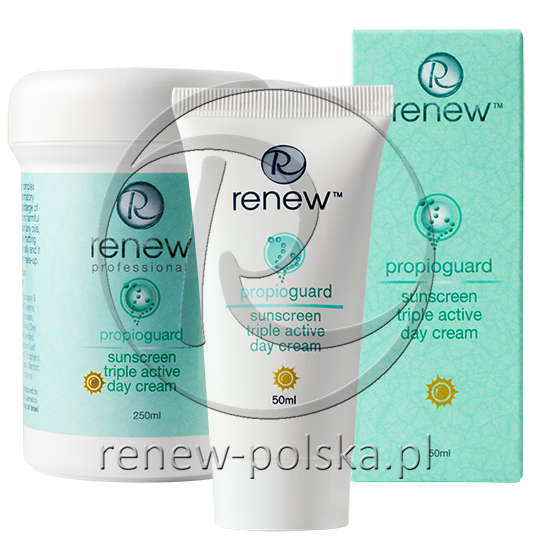 complex
renew
professional
propioguard
sunscreen
triple active
day cream
250ml
R
renew™
propioguard
sunscreen
triple active
day cream
50ml
R
renew™
propioguard
sunscreen
triple active
day cream
50ml
renew-polska.pl